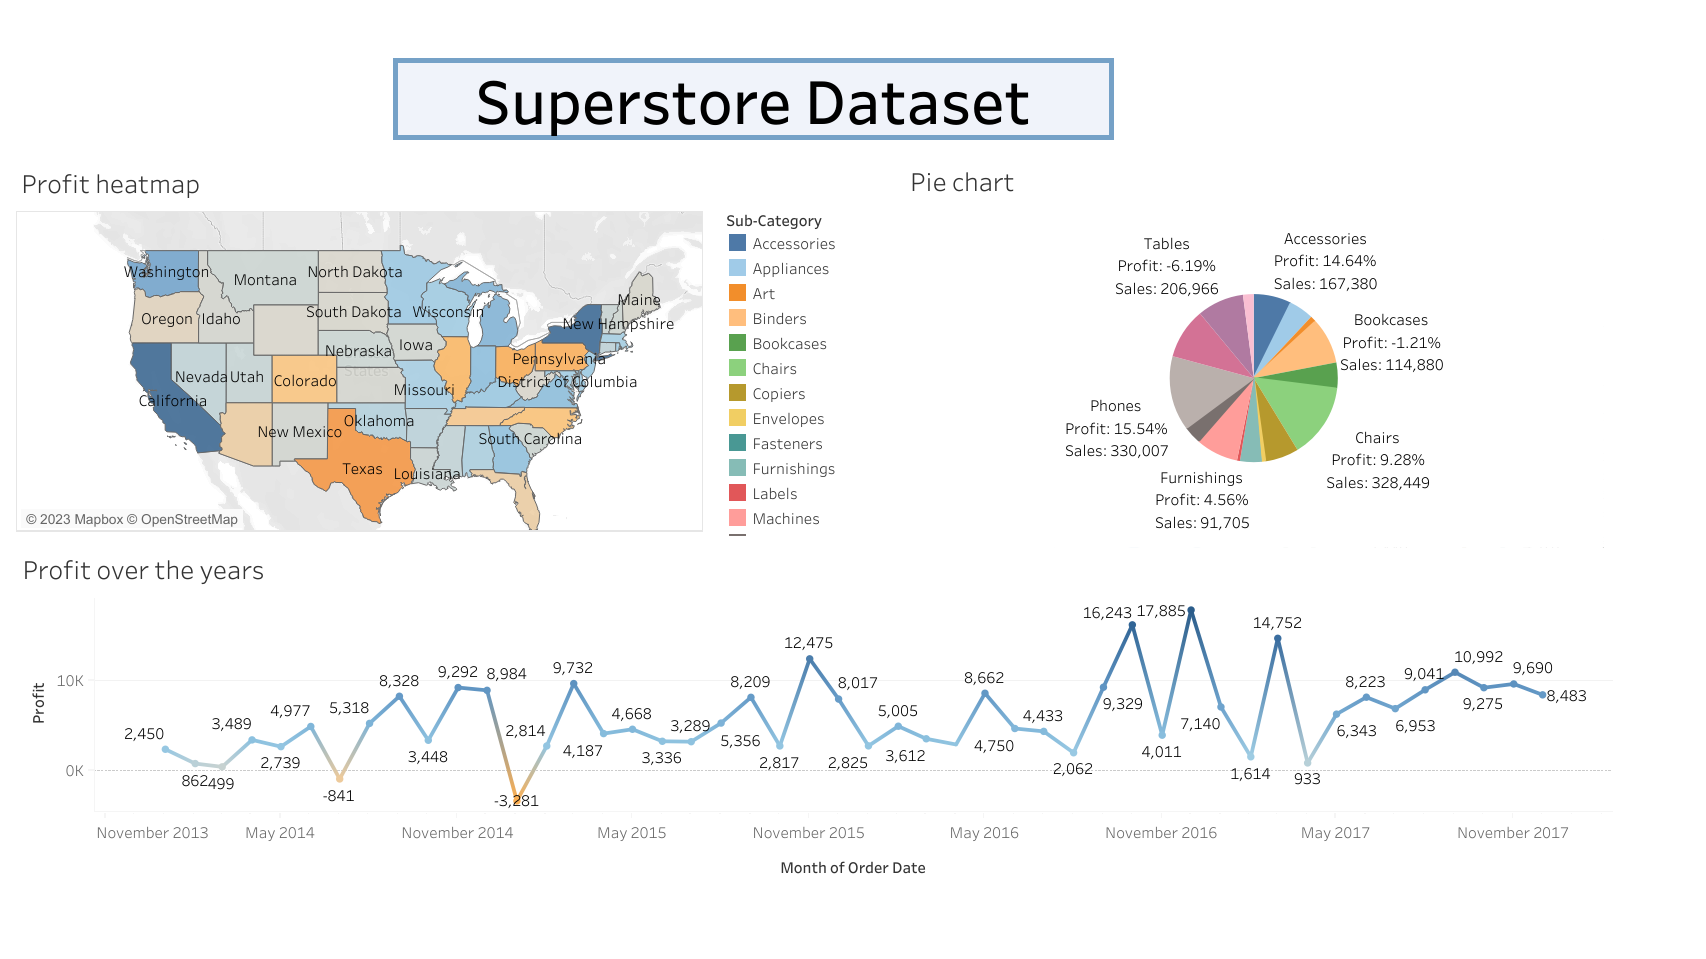 Superstore Dataset
Profit heatmap
Washington
Montana
North Dakota
Oregon
Idaho
South Dakota
Wisconsin
Maine
New Hampshire
Nebraska
Iowa
States
Pennsylvania
Nevada
Utah
Colorado
Missouri
District of Columbia
California
New Mexico
Oklahoma
South Carolina
Texas
Louisiana
© 2023 Mapbox © OpenStreetMap
Sub-Category
Accessories
Appliances
Art
Binders
Bookcases
Chairs
Copiers
Envelopes
Fasteners
Furnishings
Labels
Machines
Pie chart
Tables
Profit: -6.19%
Sales: 206,966
Accessories
Profit: 14.64%
Sales: 167,380
Bookcases
Profit: -1.21%
Sales: 114,880
Phones
Profit: 15.54%
Sales: 330,007
Chairs
Profit: 9.28%
Sales: 328,449
Furnishings
Profit: 4.56%
Sales: 91,705
Profit over the years
Profit
10K
0K
2,450
862
499
3,489
2,739
4,977
-841
5,318
8,328
3,448
9,292
8,984
-3,281
2,814
9,732
4,187
4,668
3,336
3,289
5,356
8,209
2,817
12,475
8,017
2,825
5,005
3,612
8,662
4,750
4,433
2,062
9,329
16,243
4,011
17,885
7,140
1,614
14,752
933
6,343
8,223
6,953
9,041
10,992
9,275
9,690
8,483
November 2013
May 2014
November 2014
May 2015
November 2015
May 2016
November 2016
May 2017
November 2017
Month of Order Date